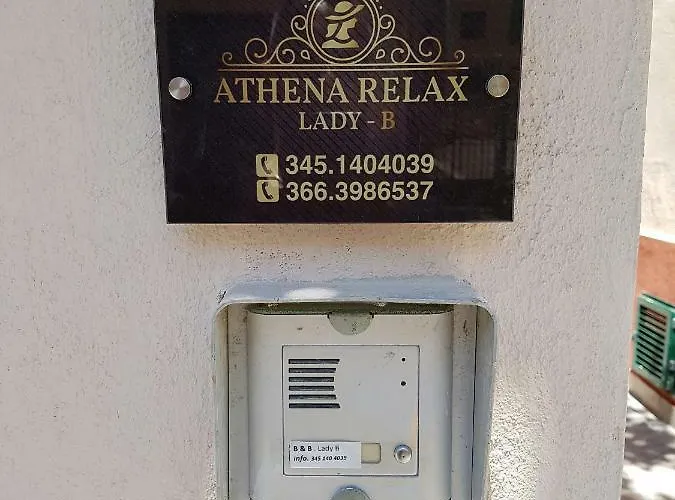 ATHENA RELAX
LADY - B
345.1404039
366.3986537
B & B . Lady B
info. 345 140 4039